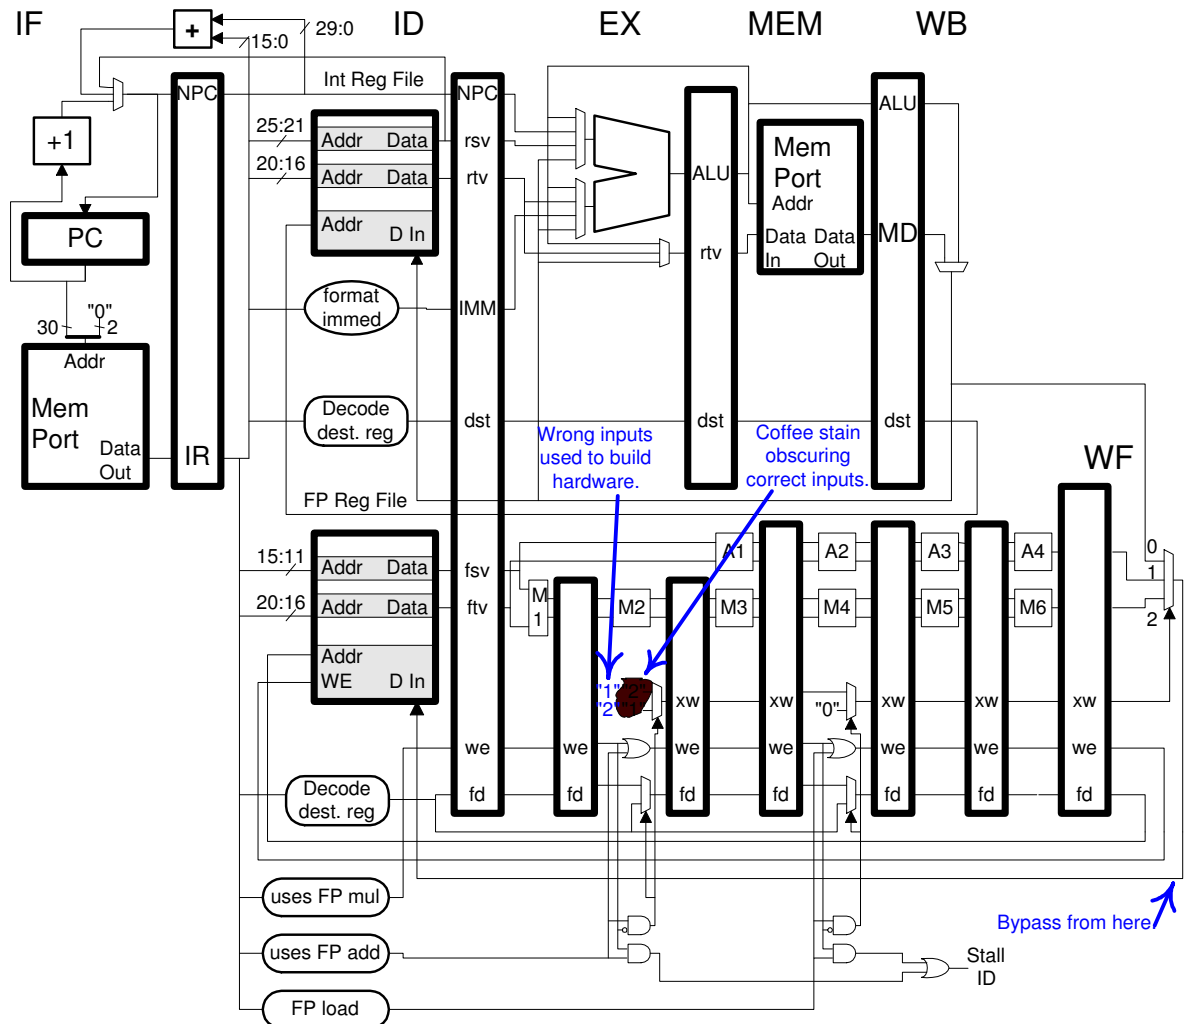 IF
ID
EX
MEM
WB
+
29:0
15:0
Int Reg File
NPC
NPC
ALU
+1
25:21
Addr
Data
rsv
20:16
Addr
Data
rtv
ALU
Mem
Port
Addr
PC
Addr
D In
MD
Data
In
Data
Out
rtv
format
immed
IMM
"0"
30
2
Addr
Mem
Port
Data
Out
IR
Decode
dest. reg
dst
dst
dst
Wrong inputs
used to build
hardware.
Coffee stain
obscuring
correct inputs.
WF
FP Reg File
15:11
Addr
Data
fsv
A1
A2
A3
A4
0
1
20:16
Addr
Data
ftv
M
1
M2
M3
M4
M5
M6
2
Addr
WE
D In
"1"
"2"
"2"
"1"
xw
"0"
xw
xw
we
we
we
we
we
we
we
Decode
dest. reg
fd
fd
fd
fd
fd
fd
fd
uses FP mul
Bypass from here
uses FP add
Stall
ID
FP load